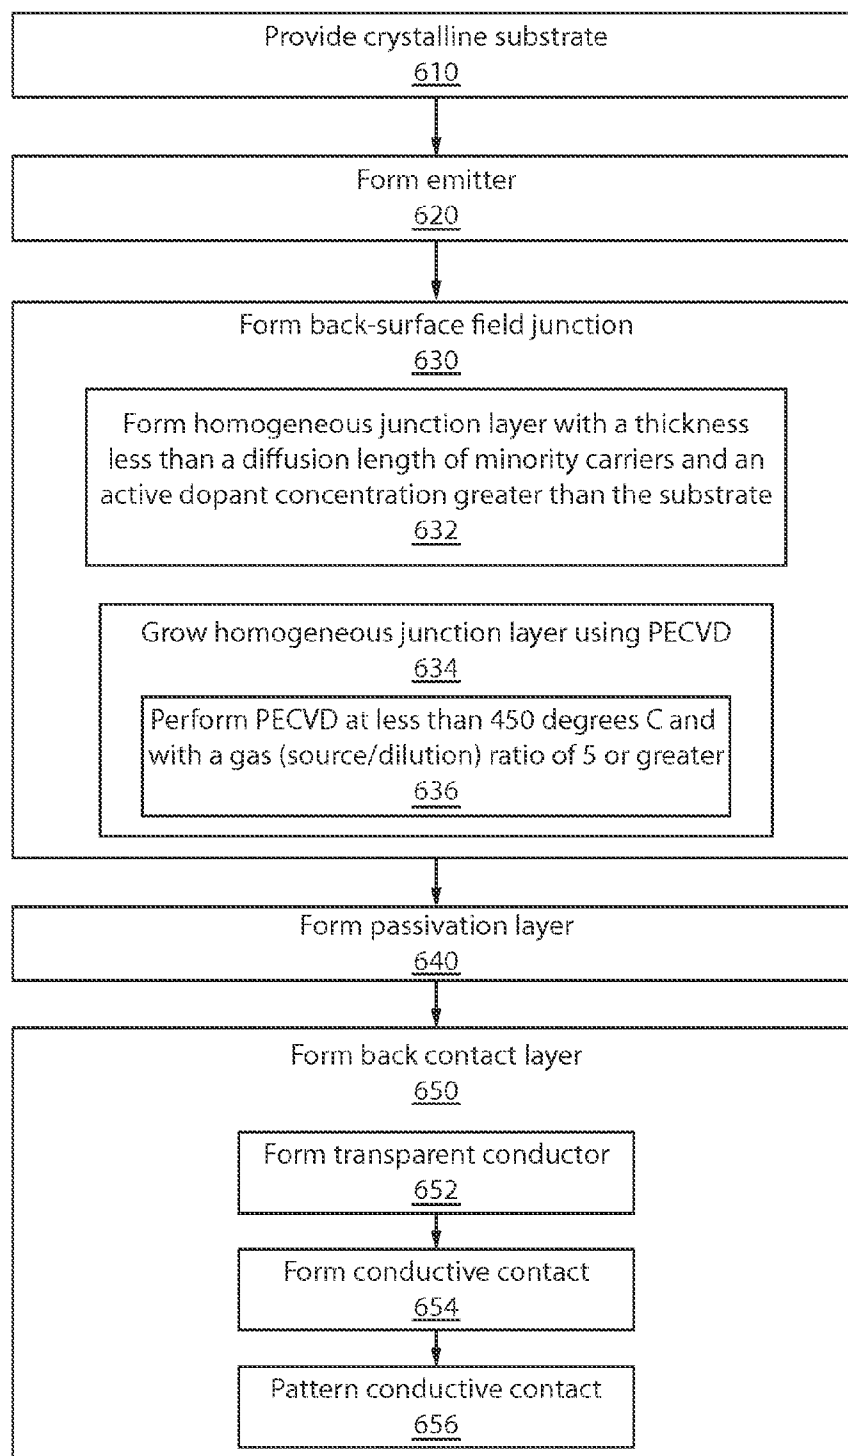 Provide crystalline substrate
610
Form emitter
620
Form back-surface field junction
630
Form homogeneous junction layer with a thickness
less than a diffusion length of minority carriers and an
active dopant concentration greater than the substrate
632
Grow homogeneous junction layer using PECVD
634
Perform PECVD at less than 450 degrees C and
with a gas (source/dilution) ratio of 5 or greater
636
Form passivation layer
640
Form back contact layer
650
Form transparent conductor
652
Form conductive contact
654
Pattern conductive contact
656